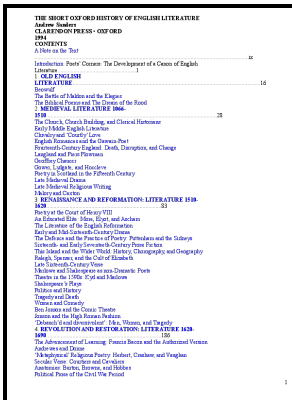 THE SHORT OXFORD HISTORY OF ENGLISH LITERATURE
Andrew Sanders
CLARENDON PRESS • OXFORD
1994
CONTENTS
A Note on the Text
..................................................................................................ix
Introduction: Poets' Corners: The Development of a Canon of English
Literature.....................................1
1. OLD ENGLISH
LITERATURE...................................................................................16
Beowulf
The Battle of Maldon and the Elegies
The Biblical Poems and The Dream of the Rood
2. MEDIEVAL LITERATURE 1066-
1510.........................................................................28
The Church, Church Building, and Clerical Historians
Early Middle English Literature
Chivalry and 'Courtly' Love
English Romances and the Gawain-Poet
Fourteenth-Century England: Death, Disruption, and Change
Langland and Piers Plowman
Geoffrey Chaucer
Gower, Lydgate, and Hoccleve
Poetry in Scotland in the Fifteenth Century
Late Medieval Drama
Late Medieval Religious Writing
Malory and Caxton
3. RENAISSANCE AND REFORMATION: LITERATURE 1510-
1620.................................................83
Poetry at the Court of Henry VIII
An Educated Élite: More, Elyot, and Ascham
The Literature of the English Reformation
Early and Mid-Sixteenth-Century Drama
The Defence and the Practice of Poetry: Puttenham and the Sidneys
Sixteenth- and Early Seventeenth-Century Prose Fiction
This Island and the Wider World: History, Chorography, and Geography
Ralegh, Spenser, and the Cult of Elizabeth
Late Sixteenth-Century Verse
Marlowe and Shakespeare as non-Dramatic Poets
Theatre in the 1590s: Kyd and Marlowe
Shakespeare's Plays
Politics and History
Tragedy and Death
Women and Comedy
Ben Jonson and the Comic Theatre
Jonson and the High Roman Fashion
'Debauch'd and diversivolent': Men, Women, and Tragedy
4. REVOLUTION AND RESTORATION: LITERATURE 1620-
1690.................................................186
The Advancement of Learning: Francis Bacon and the Authorized Version
Andrewes and Donne
'Metaphysical' Religious Poetry: Herbert, Crashaw, and Vaughan
Secular Verse: Courtiers and Cavaliers
Anatomies: Burton, Browne, and Hobbes
Political Prose of the Civil War Period
1